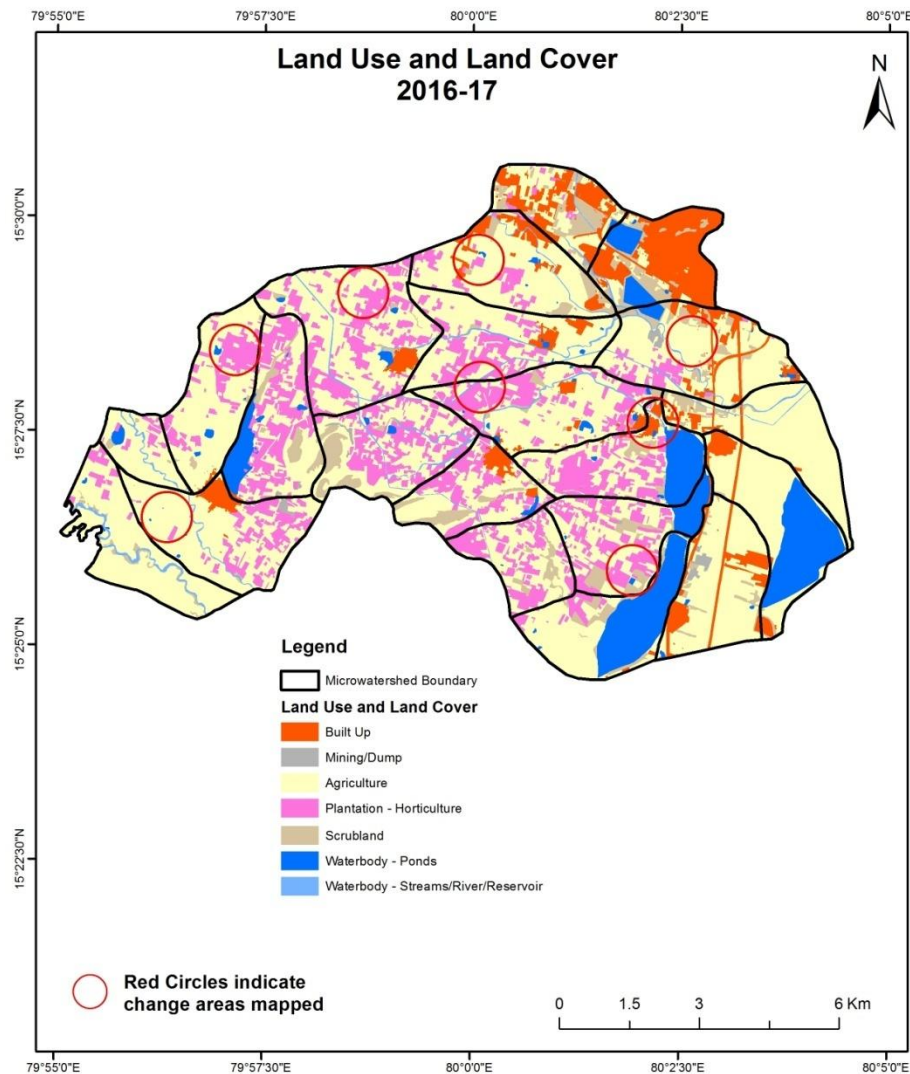 79°55'0"E 79°57'30"E 80°0'0"E 80°2'30"E 80°5'0"E
Land Use and Land Cover
2016-17
N
15°30'0"N
15°27'30"N
15°25'0"N
15°22'30"N
Legend
Microwatershed Boundary
Land Use and Land Cover
Built Up
Mining/Dump
Agriculture
Plantation - Horticulture
Scrubland
Waterbody - Ponds
Waterbody - Streams/River/Reservoir
Red Circles indicate
change areas mapped
0 1.5 3 6 Km
79°55'0"E 79°57'30"E 80°0'0"E 80°2'30"E 80°5'0"E